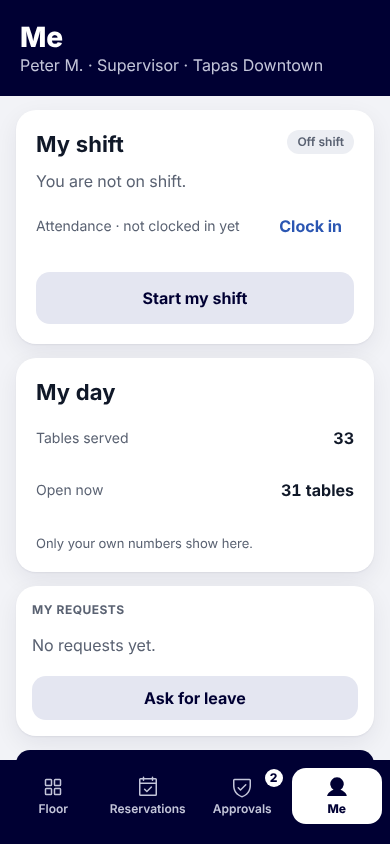 Me
Peter M. · Supervisor · Tapas Downtown
My shift
Off shift
You are not on shift.
Attendance · not clocked in yet
Clock in
Start my shift
My day
Tables served
33
Open now
31 tables
Only your own numbers show here.
MY REQUESTS
No requests yet.
Ask for leave
Floor
Reservations
Approvals
2
Me